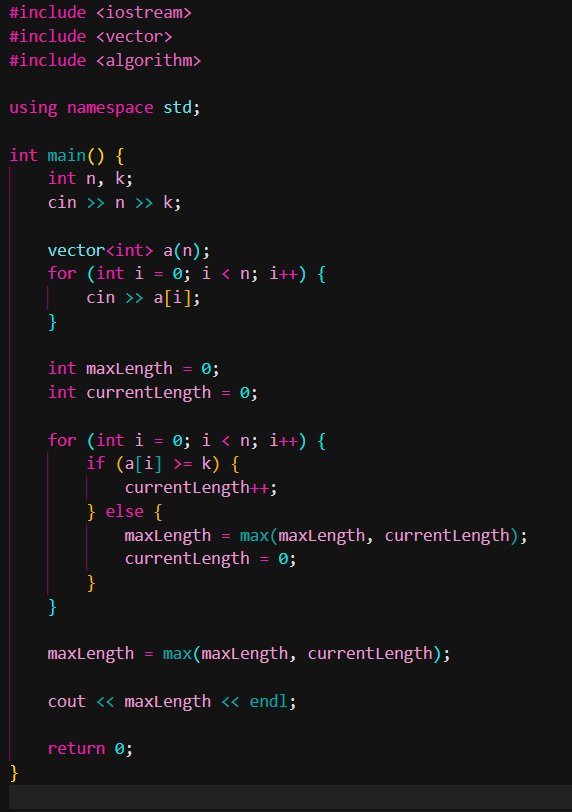 #include <iostream>
#include <vector>
#include <algorithm>
using namespace std;
int main() {
int n, k;
cin >> n >> k;
vector<int> a(n);
for (int i = 0; i < n; i++) {
cin >> a[i];
}
int maxLength = 0;
int currentLength = 0;
for (int i = 0; i < n; i++) {
if (a[i] >= k) {
currentLength++;
} else {
maxLength = max(maxLength, currentLength);
currentLength = 0;
}
}
maxLength = max(maxLength, currentLength);
cout << maxLength << endl;
return 0;
}